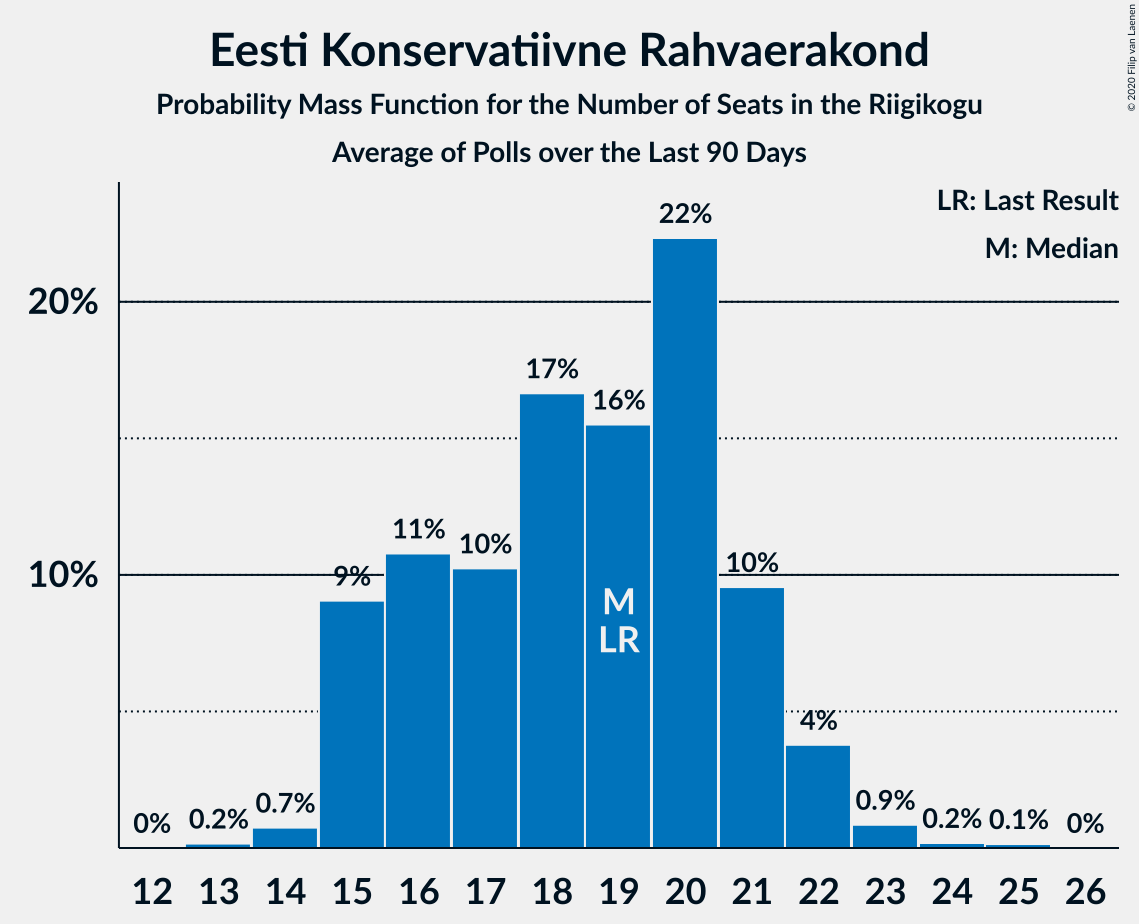 Eesti Konservatiivne Rahvaerakond
Probability Mass Function for the Number of Seats in the Riigikogu
Average of Polls over the Last 90 Days
© 2020 Filip van Laenen
LR: Last Result
M: Median
22%
20%
17%
16%
11%
10%
10%
9%
10%
M
LR
4%
0%
0.2%
0.7%
0.9%
0.2%
0.1%
0%
12 13 14 15 16 17 18 19 20 21 22 23 24 25 26